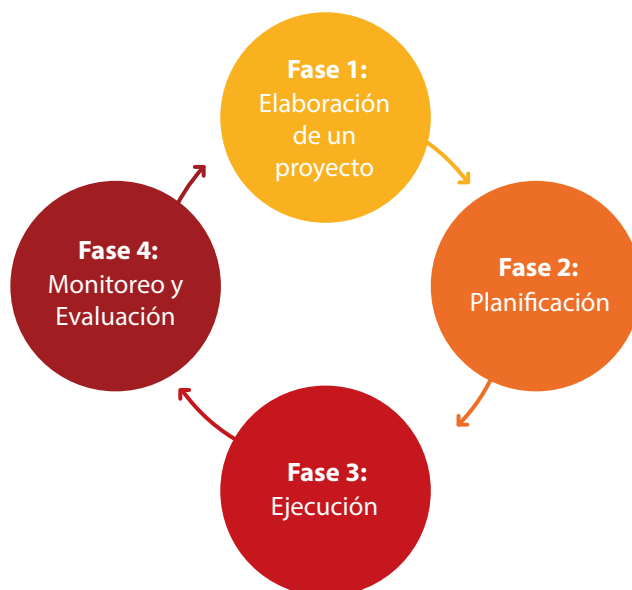 Fase 1:
Elaboración
de un
proyecto
Fase 2:
Planificación
Fase 3:
Ejecución
Fase 4:
Monitoreo y
Evaluación